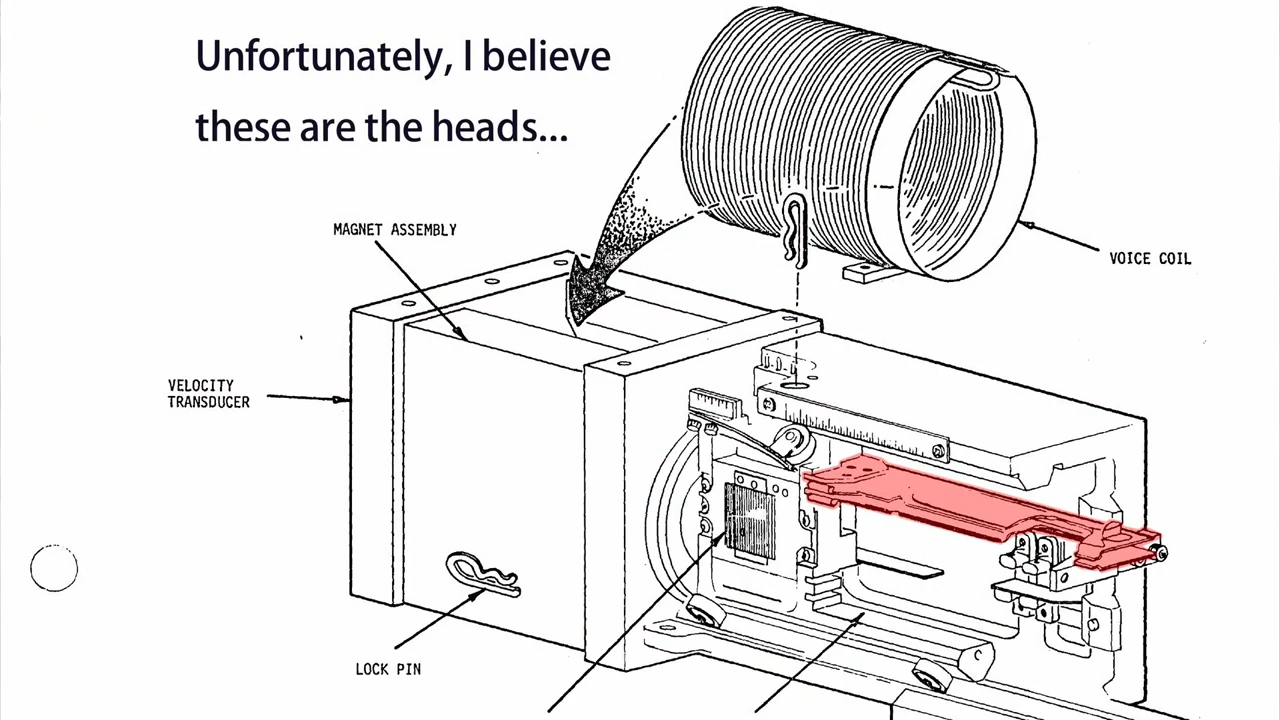 Unfortunately, I believe
these are the heads...
MAGNET ASSEMBLY
VOICE COIL
VELOCITY
TRANSDUCER
LOCK PIN